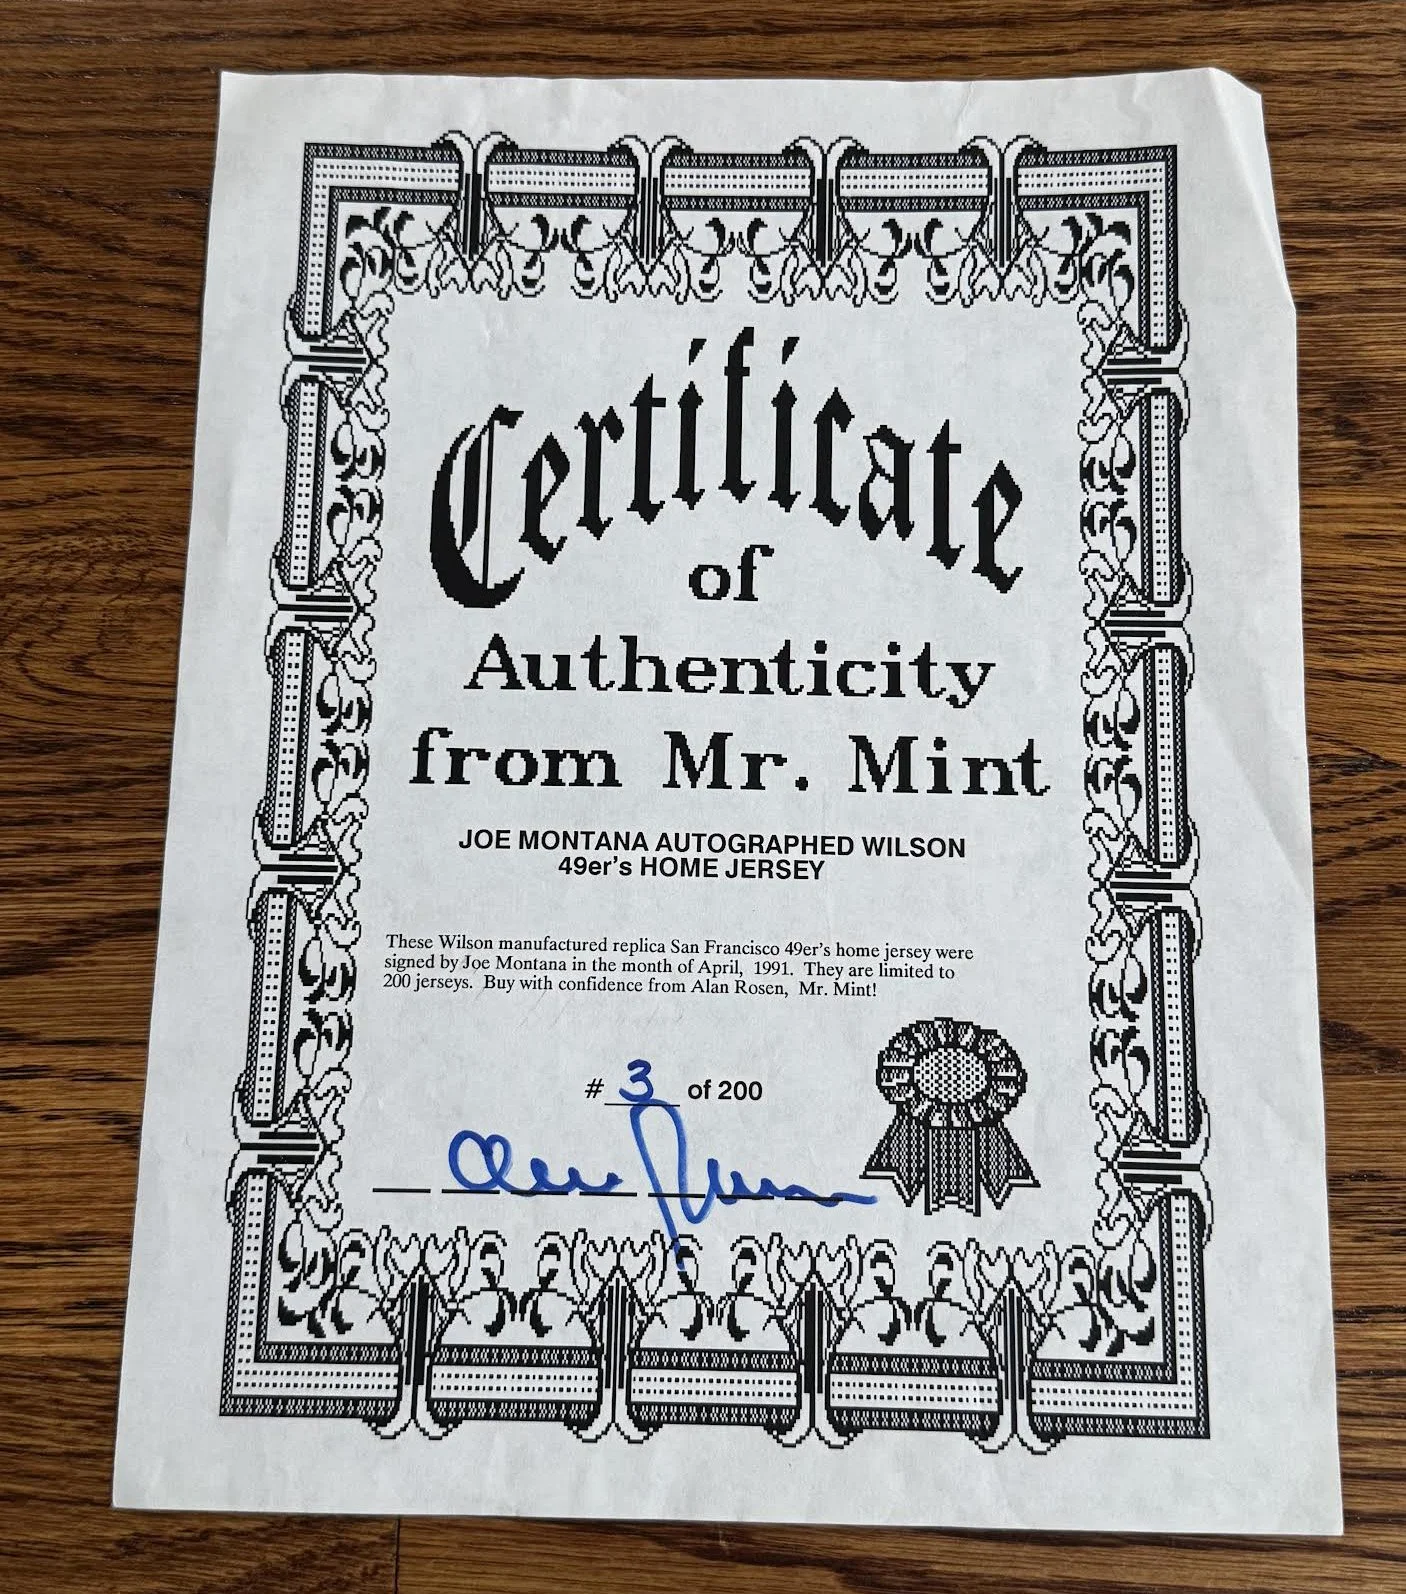 Certificate
of
Authenticity
from Mr. Mint
JOE MONTANA AUTOGRAPHED WILSON
49er's HOME JERSEY
These Wilson manufactured replica San Francisco 49er's home jersey were
signed by Joe Montana in the month of April, 1991. They are limited to
200 jerseys. Buy with confidence from Alan Rosen, Mr. Mint!
# 3 of 200